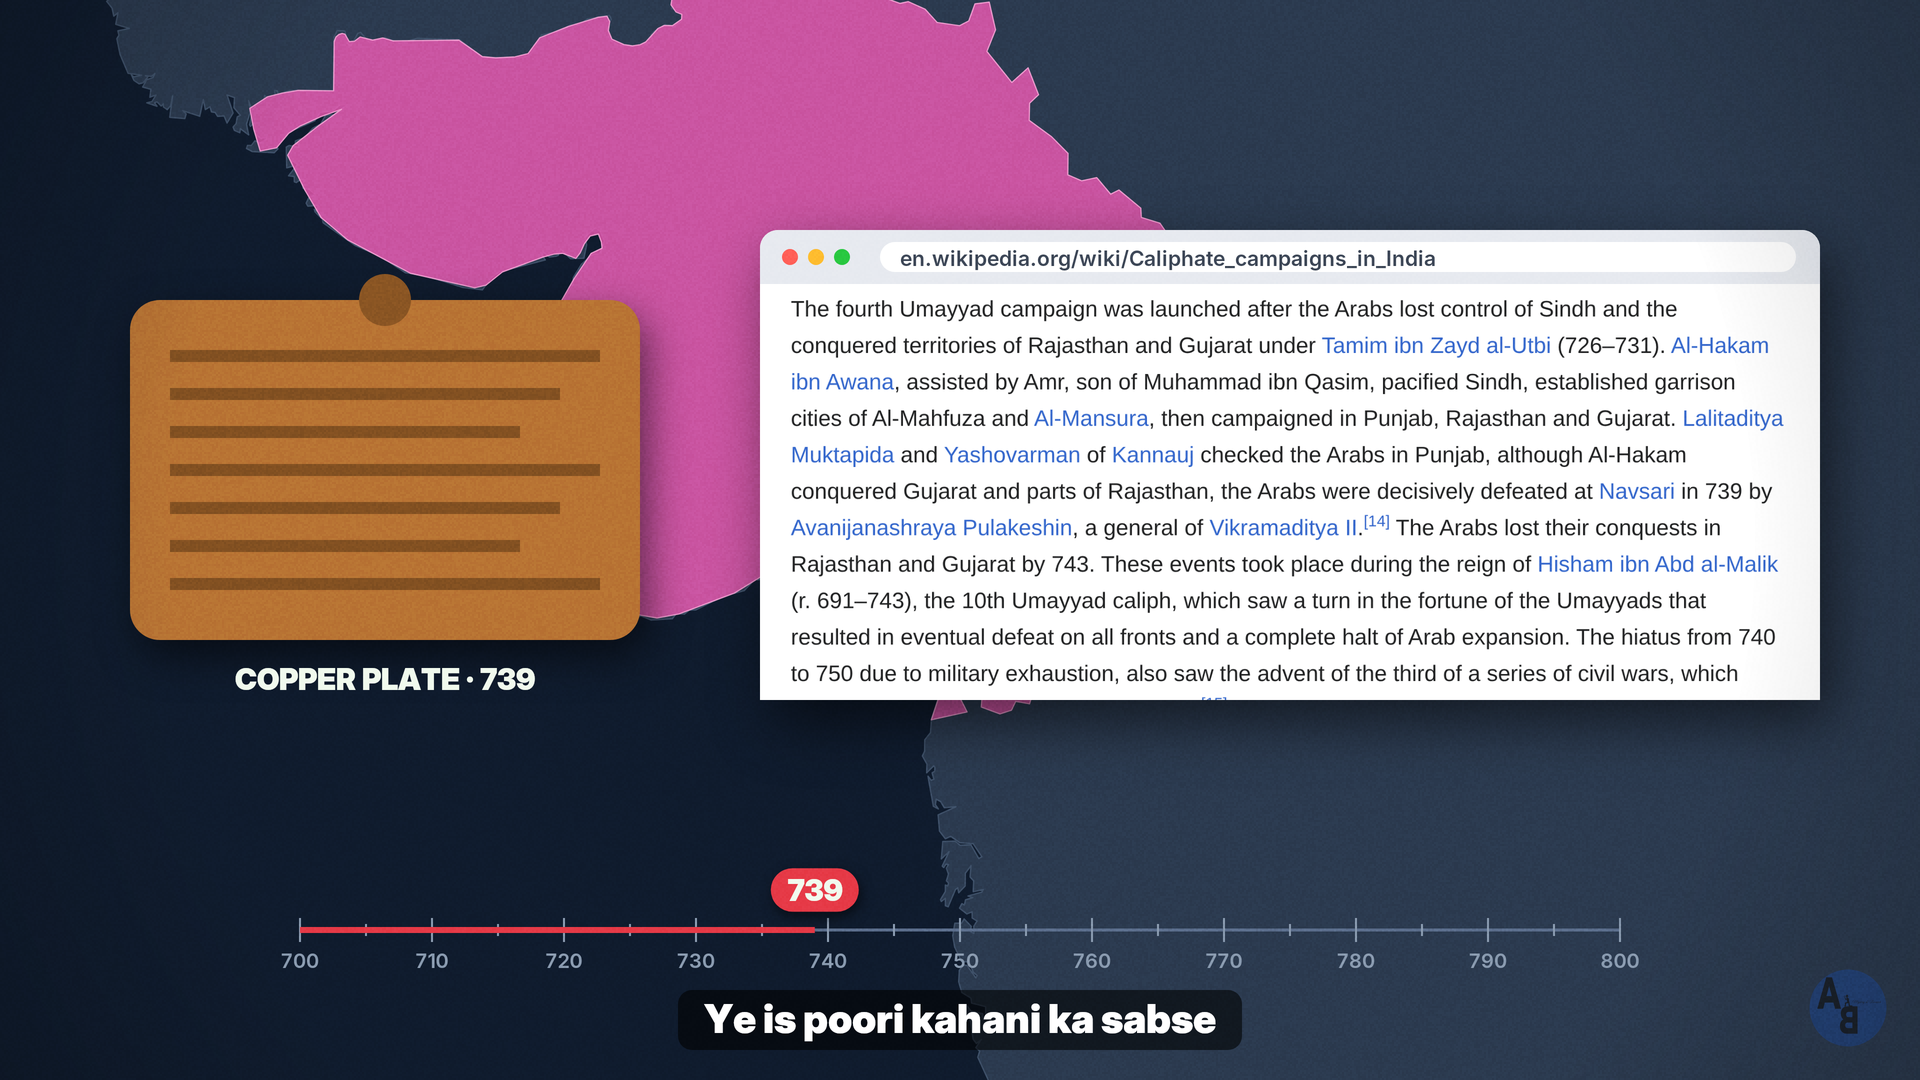 en.wikipedia.org/wiki/Caliphate_campaigns_in_India
The fourth Umayyad campaign was launched after the Arabs lost control of Sindh and the
conquered territories of Rajasthan and Gujarat under Tamim ibn Zayd al-Utbi (726–731). Al-Hakam
ibn Awana, assisted by Amr, son of Muhammad ibn Qasim, pacified Sindh, established garrison
cities of Al-Mahfuza and Al-Mansura, then campaigned in Punjab, Rajasthan and Gujarat. Lalitaditya
Muktapida and Yashovarman of Kannauj checked the Arabs in Punjab, although Al-Hakam
conquered Gujarat and parts of Rajasthan, the Arabs were decisively defeated at Navsari in 739 by
Avanijanashraya Pulakeshin, a general of Vikramaditya II.[14] The Arabs lost their conquests in
Rajasthan and Gujarat by 743. These events took place during the reign of Hisham ibn Abd al-Malik
(r. 691–743), the 10th Umayyad caliph, which saw a turn in the fortune of the Umayyads that
resulted in eventual defeat on all fronts and a complete halt of Arab expansion. The hiatus from 740
to 750 due to military exhaustion, also saw the advent of the third of a series of civil wars, which
COPPER PLATE · 739
739
700 710 720 730 740 750 760 770 780 790 800
Ye is poori kahani ka sabse
A
B